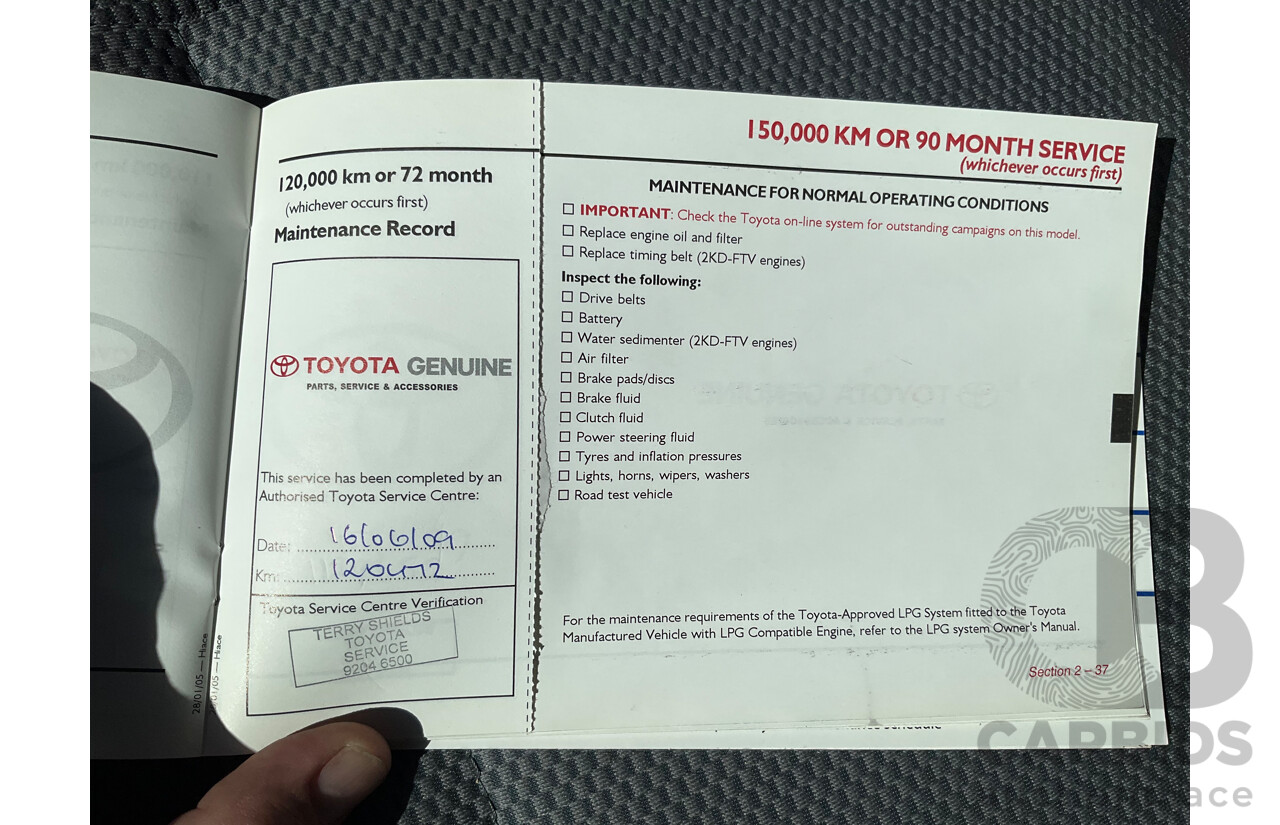 120,000 km or 72 month
(whichever occurs first)
Maintenance Record
TOYOTA GENUINE
PARTS, SERVICE & ACCESSORIES
This service has been completed by an
Authorised Toyota Service Centre:
Date: 16/06/09
Km: 120472
Toyota Service Centre Verification
TERRY SHIELDS
TOYOTA
SERVICE
9204 6500
28/01/05 — Hiace
150,000 KM OR 90 MONTH SERVICE
(whichever occurs first)
MAINTENANCE FOR NORMAL OPERATING CONDITIONS
IMPORTANT: Check the Toyota on-line system for outstanding campaigns on this model.
Replace engine oil and filter
Replace timing belt (2KD-FTV engines)
Inspect the following:
Drive belts
Battery
Water sedimenter (2KD-FTV engines)
Air filter
Brake pads/discs
Brake fluid
Clutch fluid
Power steering fluid
Tyres and inflation pressures
Lights, horns, wipers, washers
Road test vehicle
For the maintenance requirements of the Toyota-Approved LPG System fitted to the Toyota
Manufactured Vehicle with LPG Compatible Engine, refer to the LPG system Owner's Manual.
Section 2 – 37
CB
CARBIDS